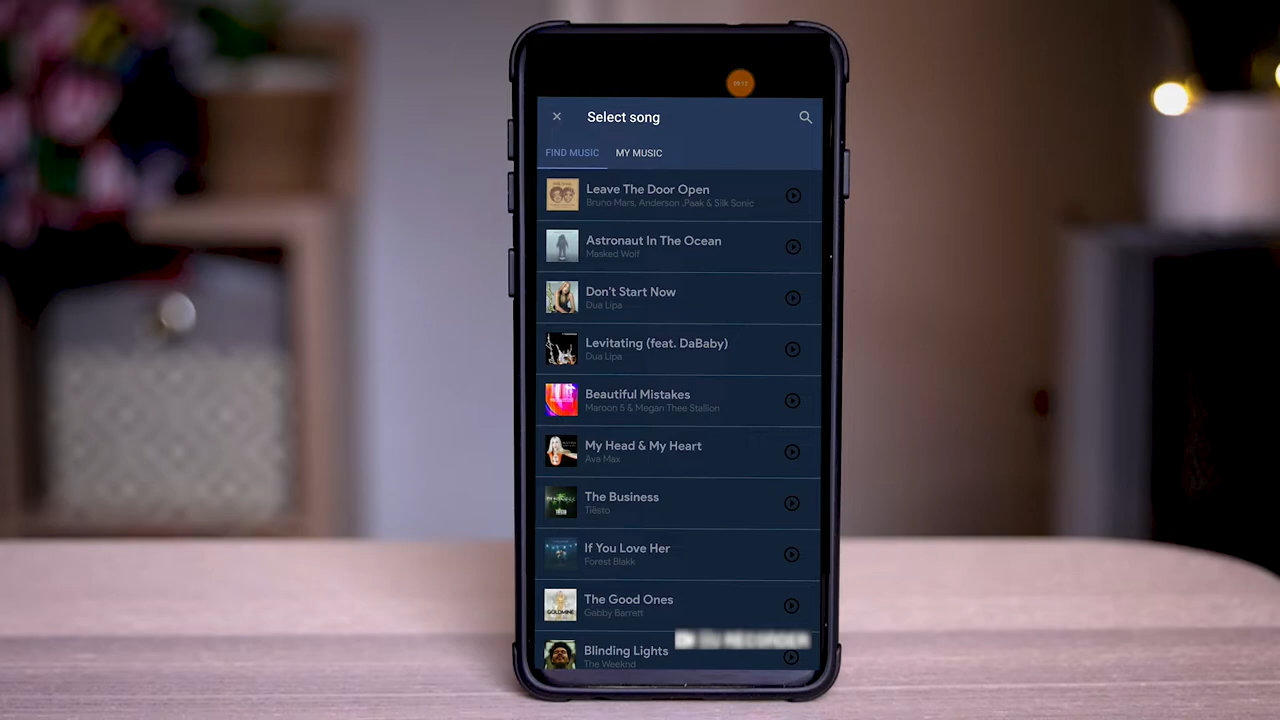 Select song
FIND MUSIC MY MUSIC
Leave The Door Open
Bruno Mars, Anderson .Paak & Silk Sonic
Astronaut In The Ocean
Masked Wolf
Don't Start Now
Dua Lipa
Levitating (feat. DaBaby)
Dua Lipa
Beautiful Mistakes
Maroon 5 & Megan Thee Stallion
My Head & My Heart
Ava Max
The Business
Tiësto
If You Love Her
Forest Blakk
The Good Ones
Gabby Barrett
GOLDMINE
Blinding Lights
The Weeknd